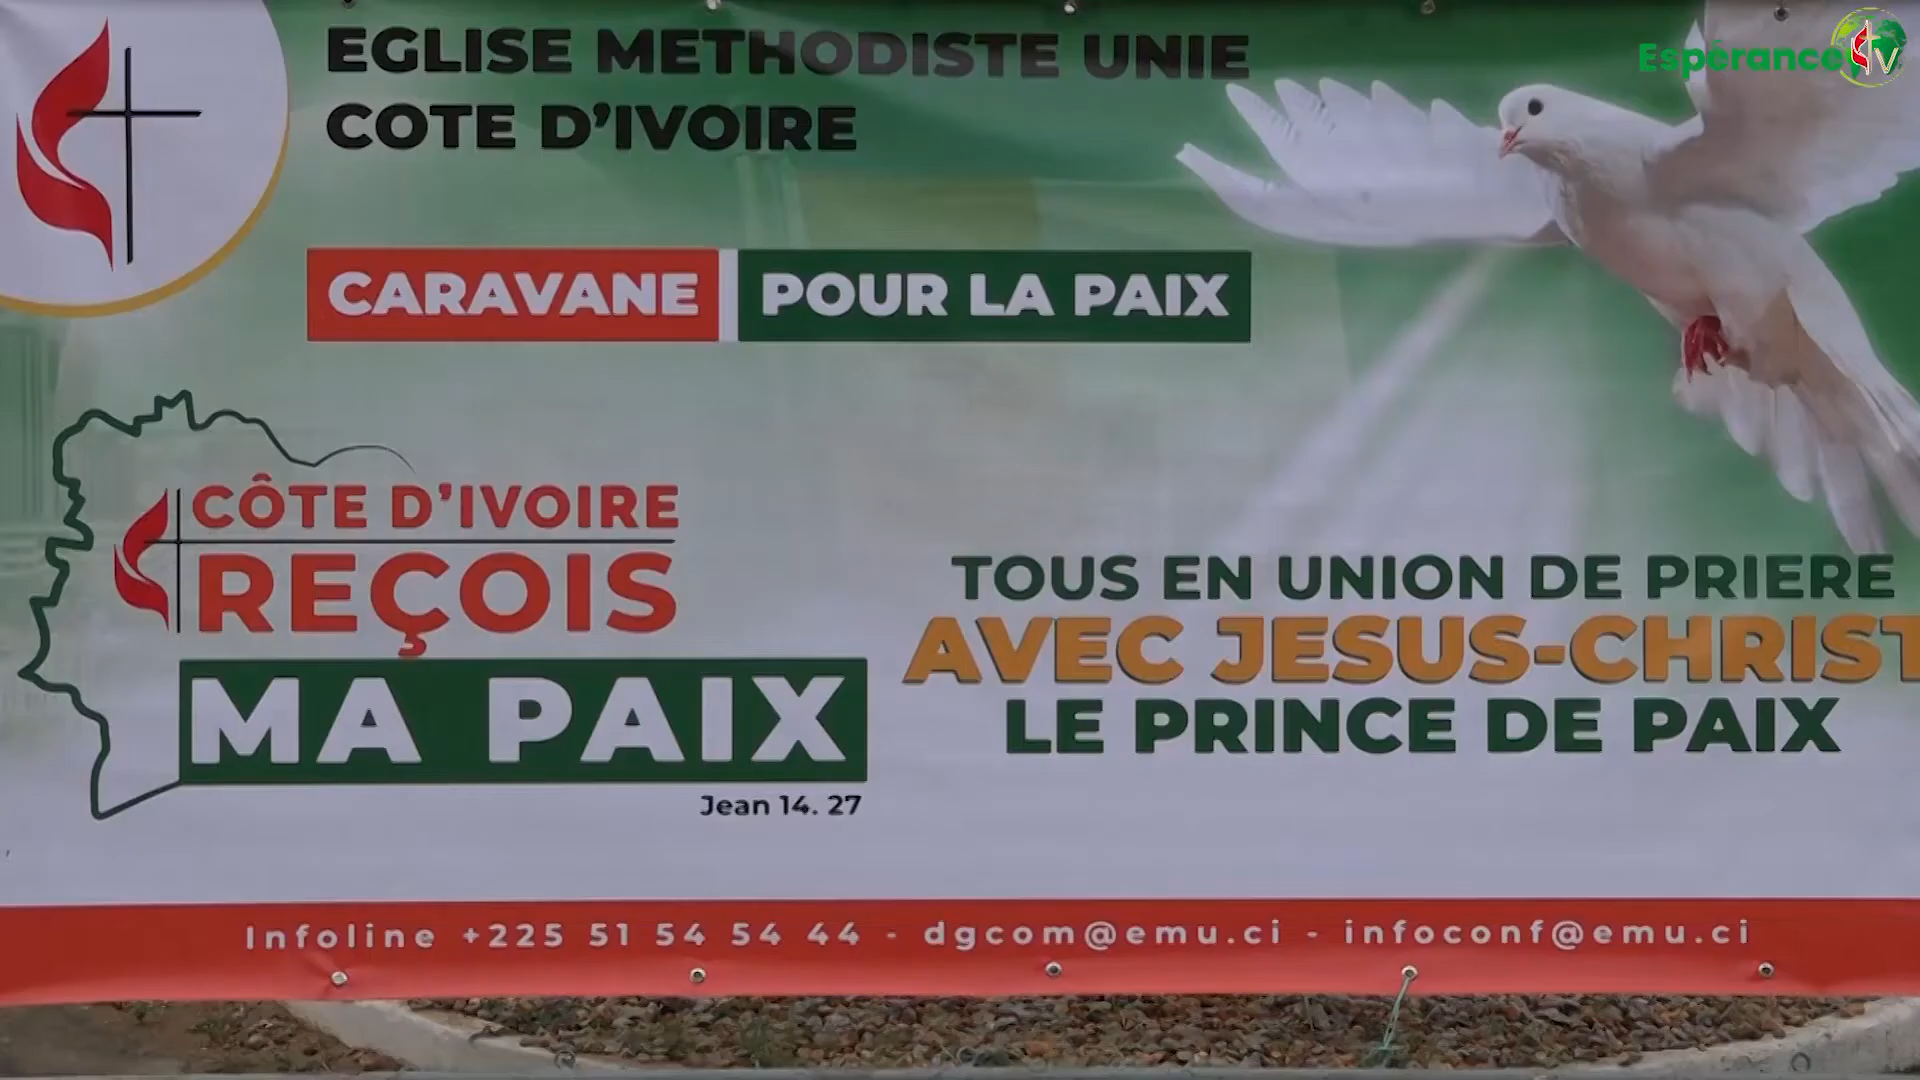 EGLISE METHODISTE UNIE
COTE D'IVOIRE
Espérance TV
CARAVANE POUR LA PAIX
CÔTE D'IVOIRE
REÇOIS
MA PAIX
Jean 14. 27
TOUS EN UNION DE PRIERE
AVEC JESUS-CHRIST
LE PRINCE DE PAIX
Infoline +225 51 54 54 44 - dgcom@emu.ci - infoconf@emu.ci